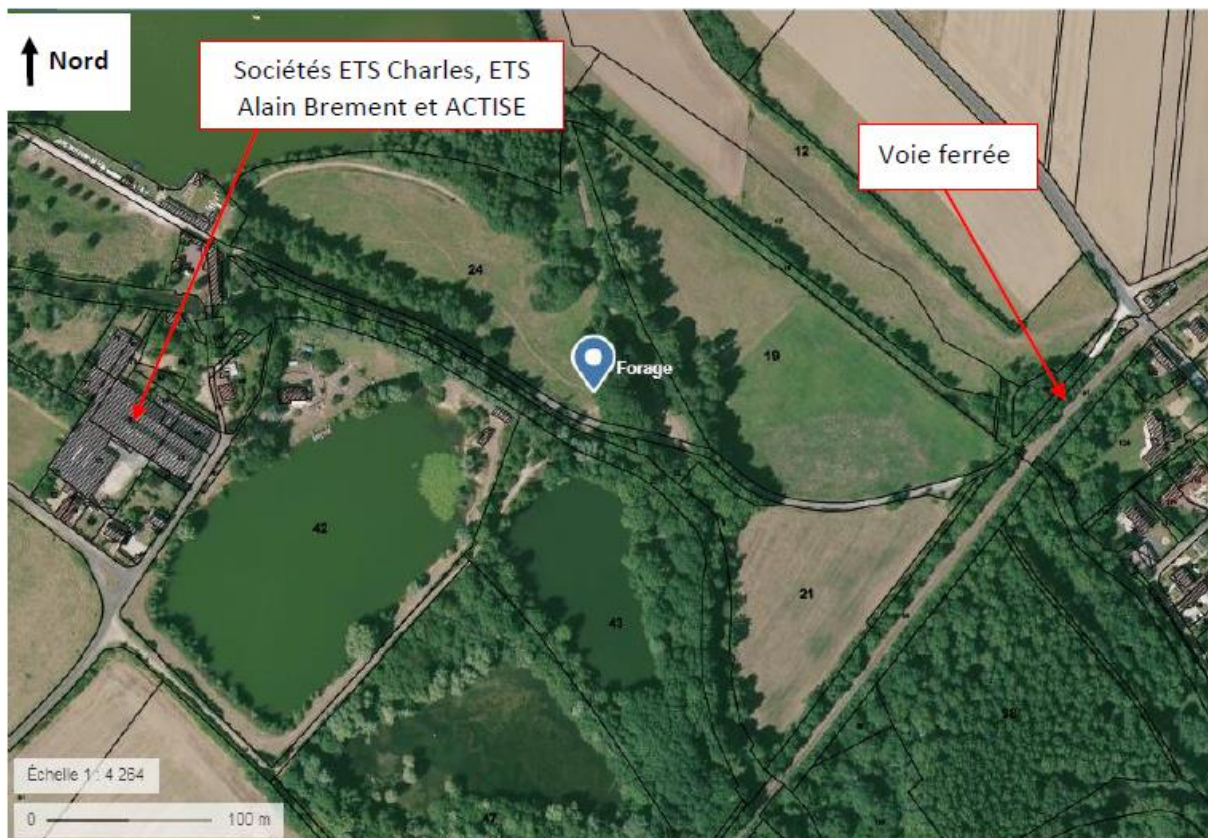 Nord
Sociétés ETS Charles, ETS
Alain Brement et ACTISE
Voie ferrée
12
24
Forage
19
42
43
21
Échelle 1 : 4 264
0 100 m
47